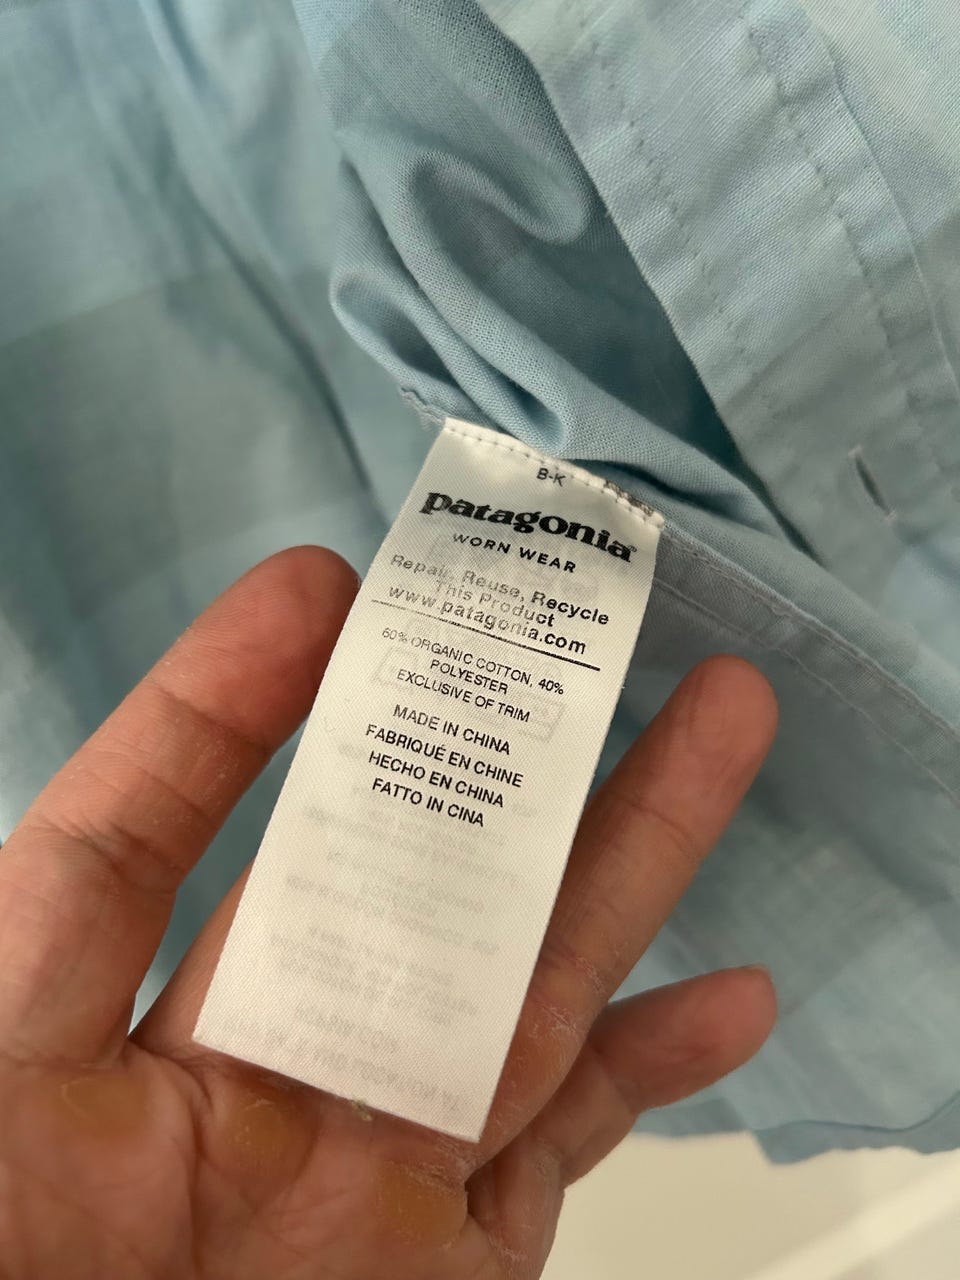 B-K
patagonia®
WORN WEAR
Repair, Reuse, Recycle
This Product
www.patagonia.com
60% ORGANIC COTTON, 40%
POLYESTER
EXCLUSIVE OF TRIM
MADE IN CHINA
FABRIQUÉ EN CHINE
HECHO EN CHINA
FATTO IN CINA